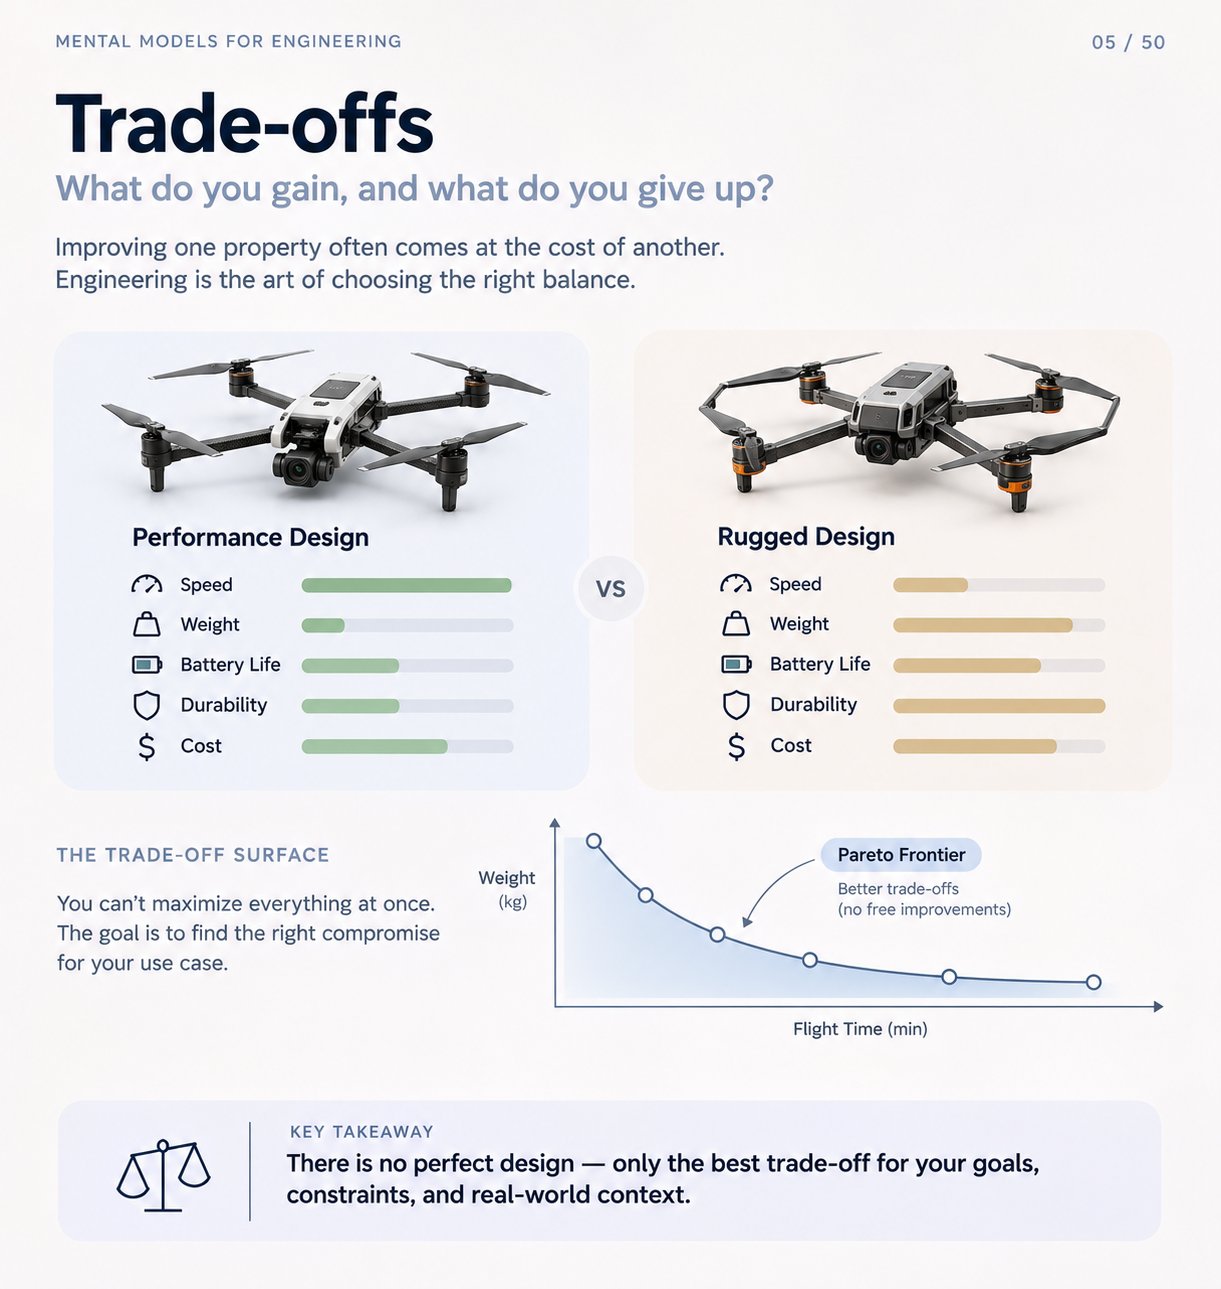 MENTAL MODELS FOR ENGINEERING
05 / 50
Trade-offs
What do you gain, and what do you give up?
Improving one property often comes at the cost of another.
Engineering is the art of choosing the right balance.
Performance Design
Speed
Weight
Battery Life
Durability
$ Cost
VS
Rugged Design
Speed
Weight
Battery Life
Durability
$ Cost
THE TRADE-OFF SURFACE
You can’t maximize everything at once.
The goal is to find the right compromise
for your use case.
Weight
(kg)
Pareto Frontier
Better trade-offs
(no free improvements)
Flight Time (min)
KEY TAKEAWAY
There is no perfect design — only the best trade-off for your goals,
constraints, and real-world context.